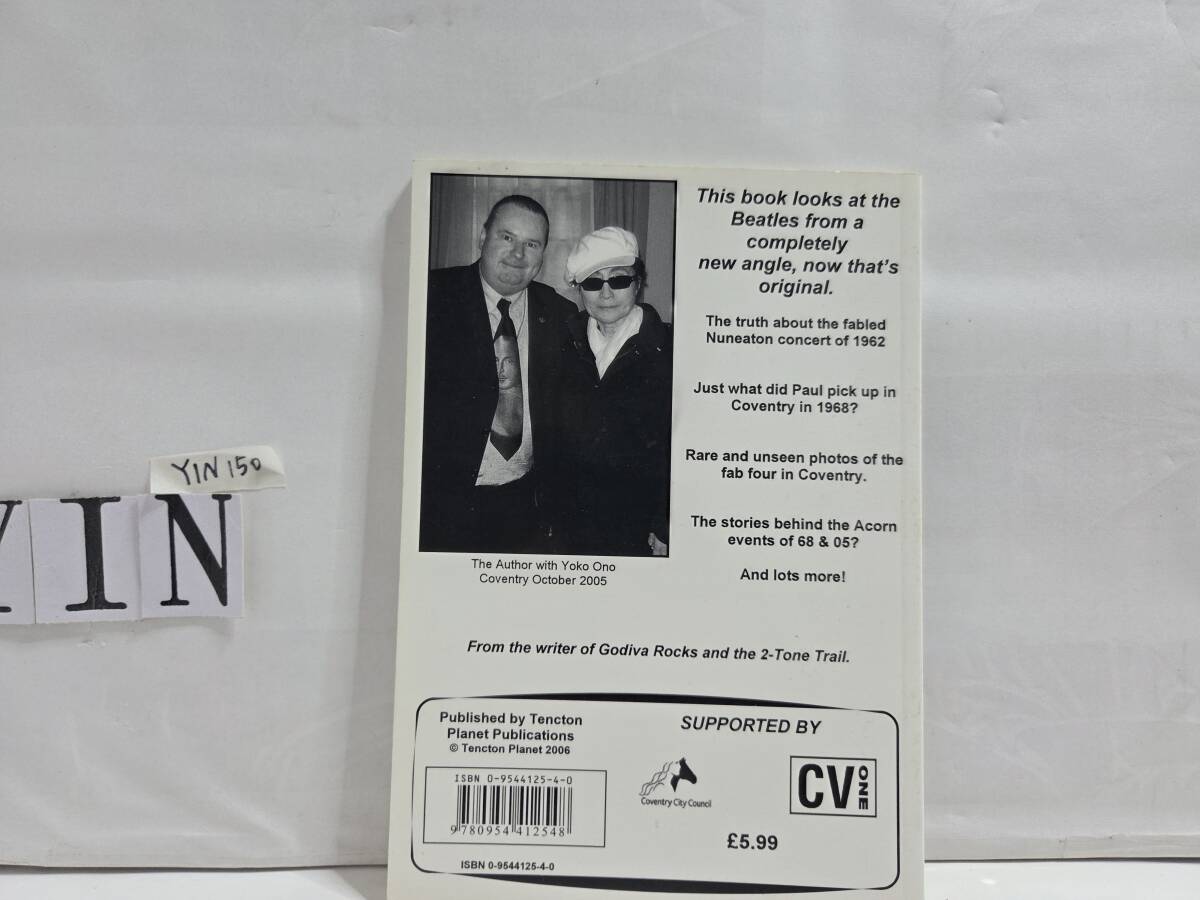 YIN 150
YIN
This book looks at the
Beatles from a
completely
new angle, now that's
original.
The truth about the fabled
Nuneaton concert of 1962
Just what did Paul pick up in
Coventry in 1968?
Rare and unseen photos of the
fab four in Coventry.
The stories behind the Acorn
events of 68 & 05?
And lots more!
The Author with Yoko Ono
Coventry October 2005
From the writer of Godiva Rocks and the 2-Tone Trail.
Published by Tencton
Planet Publications
© Tencton Planet 2006
ISBN 0-9544125-4-0
9 780954 412548
ISBN 0-9544125-4-0
SUPPORTED BY
Coventry City Council
CV ONE
£5.99